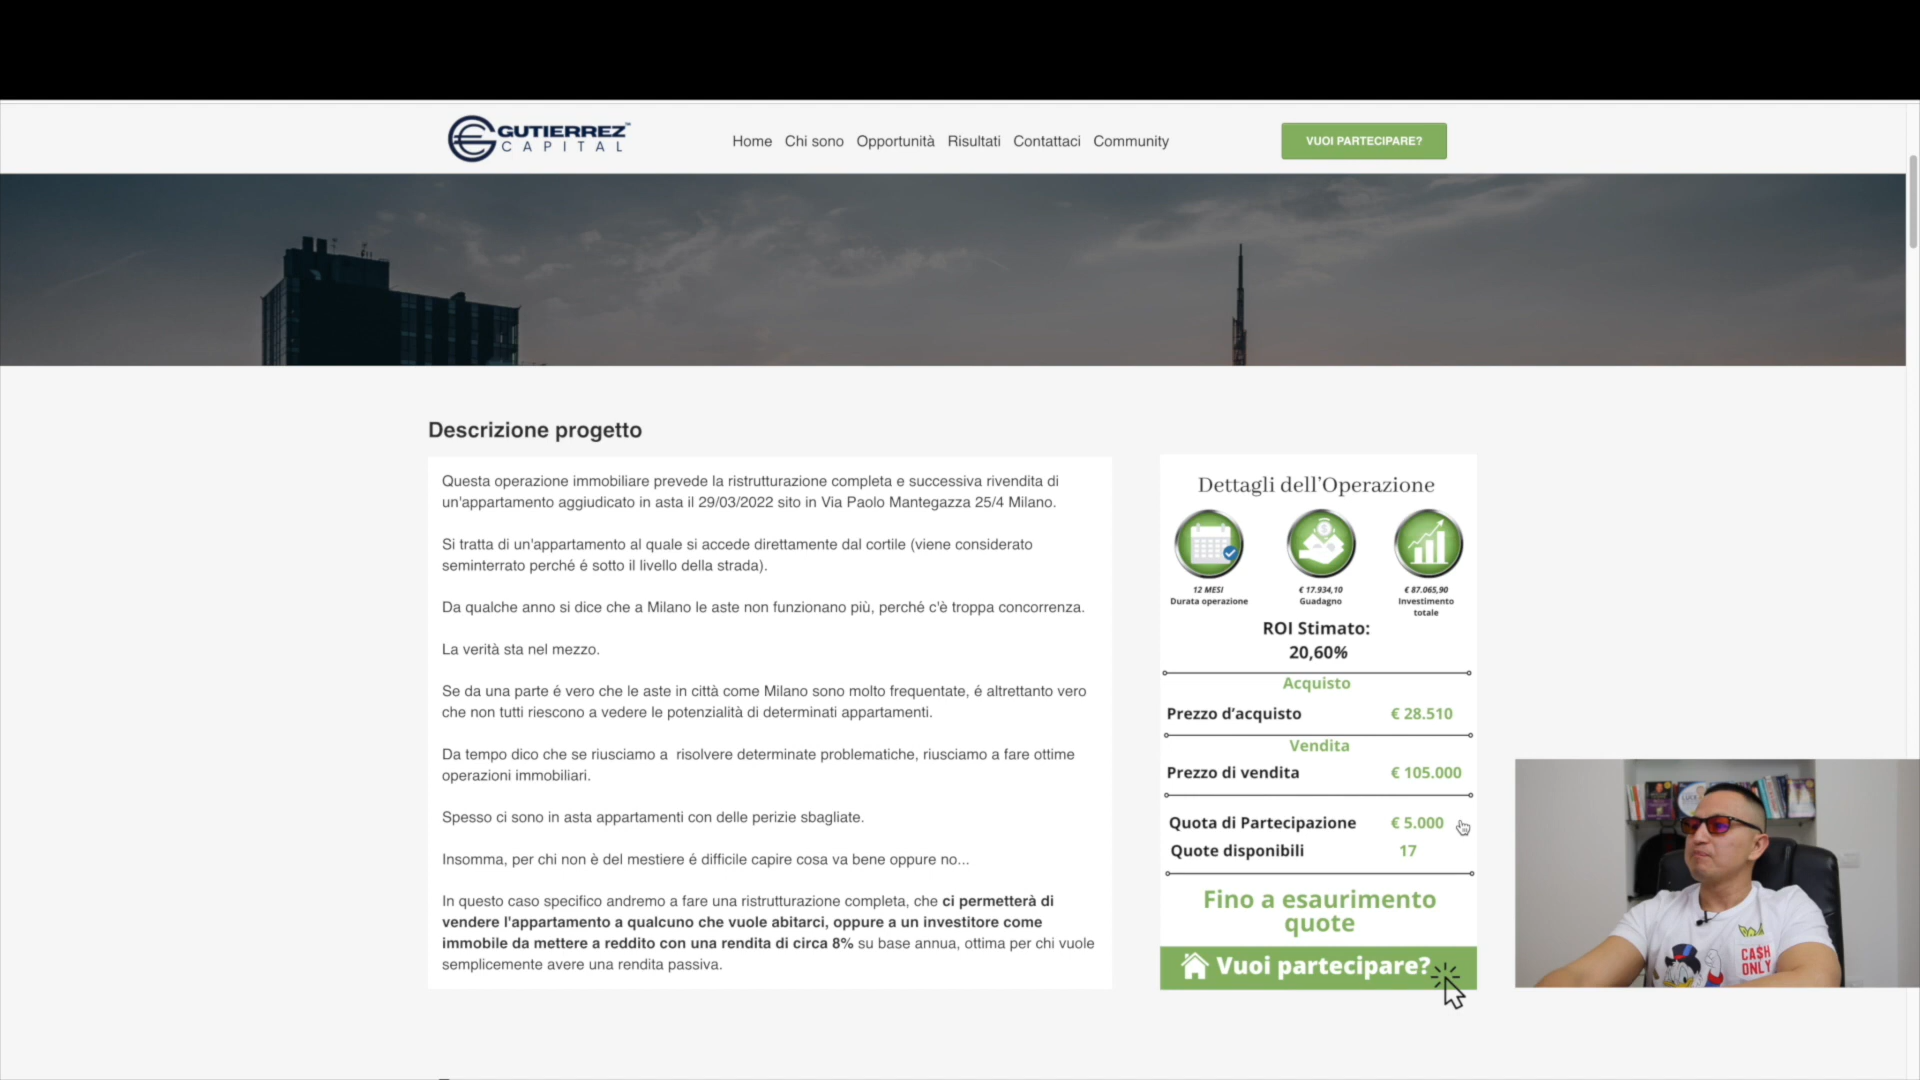 GUTIERREZ™
CAPITAL
Home Chi sono Opportunità Risultati Contattaci Community
VUOI PARTECIPARE?
Descrizione progetto
Questa operazione immobiliare prevede la ristrutturazione completa e successiva rivendita di
un'appartamento aggiudicato in asta il 29/03/2022 sito in Via Paolo Mantegazza 25/4 Milano.
Si tratta di un'appartamento al quale si accede direttamente dal cortile (viene considerato
seminterrato perché é sotto il livello della strada).
Da qualche anno si dice che a Milano le aste non funzionano più, perché c'è troppa concorrenza.
La verità sta nel mezzo.
Se da una parte é vero che le aste in città come Milano sono molto frequentate, é altrettanto vero
che non tutti riescono a vedere le potenzialità di determinati appartamenti.
Da tempo dico che se riusciamo a  risolvere determinate problematiche, riusciamo a fare ottime
operazioni immobiliari.
Spesso ci sono in asta appartamenti con delle perizie sbagliate.
Insomma, per chi non è del mestiere é difficile capire cosa va bene oppure no...
In questo caso specifico andremo a fare una ristrutturazione completa, che ci permetterà di
vendere l'appartamento a qualcuno che vuole abitarci, oppure a un investitore come
immobile da mettere a reddito con una rendita di circa 8% su base annua, ottima per chi vuole
semplicemente avere una rendita passiva.
Dettagli dell'Operazione
12 MESI
Durata operazione
€ 17.934,10
Guadagno
€ 87.065,90
Investimento
totale
ROI Stimato:
20,60%
Acquisto
Prezzo d'acquisto € 28.510
Vendita
Prezzo di vendita € 105.000
Quota di Partecipazione € 5.000
Quote disponibili 17
Fino a esaurimento
quote
Vuoi partecipare?
CA$H
ONLY